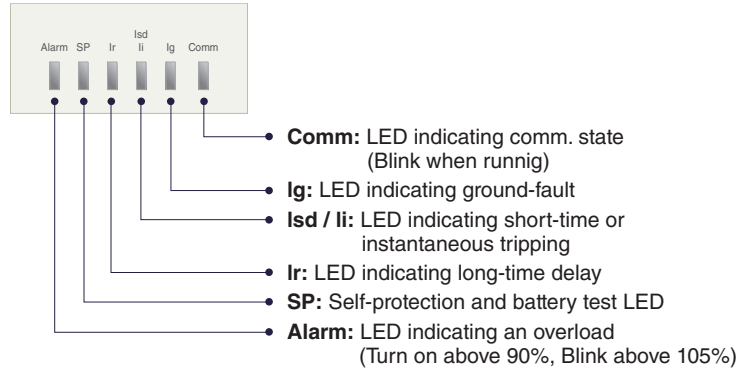 Isd
Alarm SP Ir Ii Ig Comm
Comm: LED indicating comm. state
(Blink when runnig)
Ig: LED indicating ground-fault
Isd / Ii: LED indicating short-time or
instantaneous tripping
Ir: LED indicating long-time delay
SP: Self-protection and battery test LED
Alarm: LED indicating an overload
(Turn on above 90%, Blink above 105%)